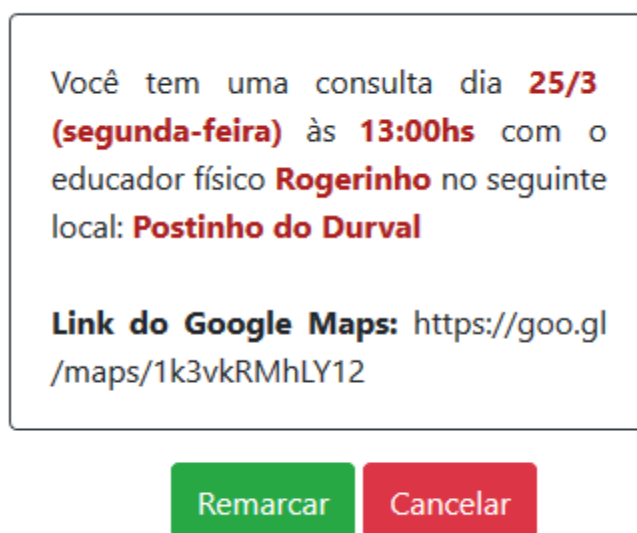 Você tem uma consulta dia 25/3
(segunda-feira) às 13:00hs com o
educador físico Rogerinho no seguinte
local: Postinho do Durval
Link do Google Maps: https://goo.gl
/maps/1k3vkRMhLY12
Remarcar Cancelar